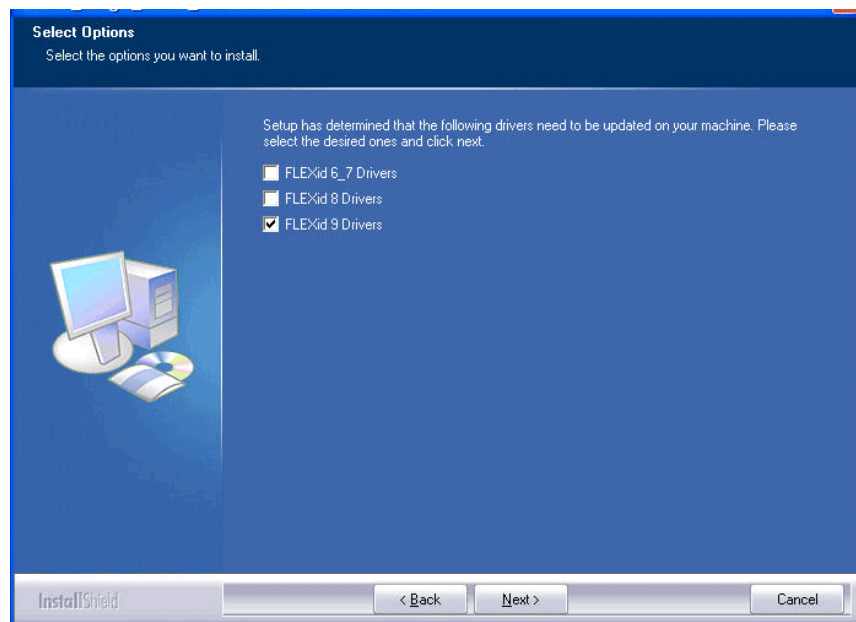 Select Options
Select the options you want to install.
Setup has determined that the following drivers need to be updated on your machine. Please
select the desired ones and click next.
FLEXid 6_7 Drivers
FLEXid 8 Drivers
FLEXid 9 Drivers
InstallShield
< Back
Next >
Cancel